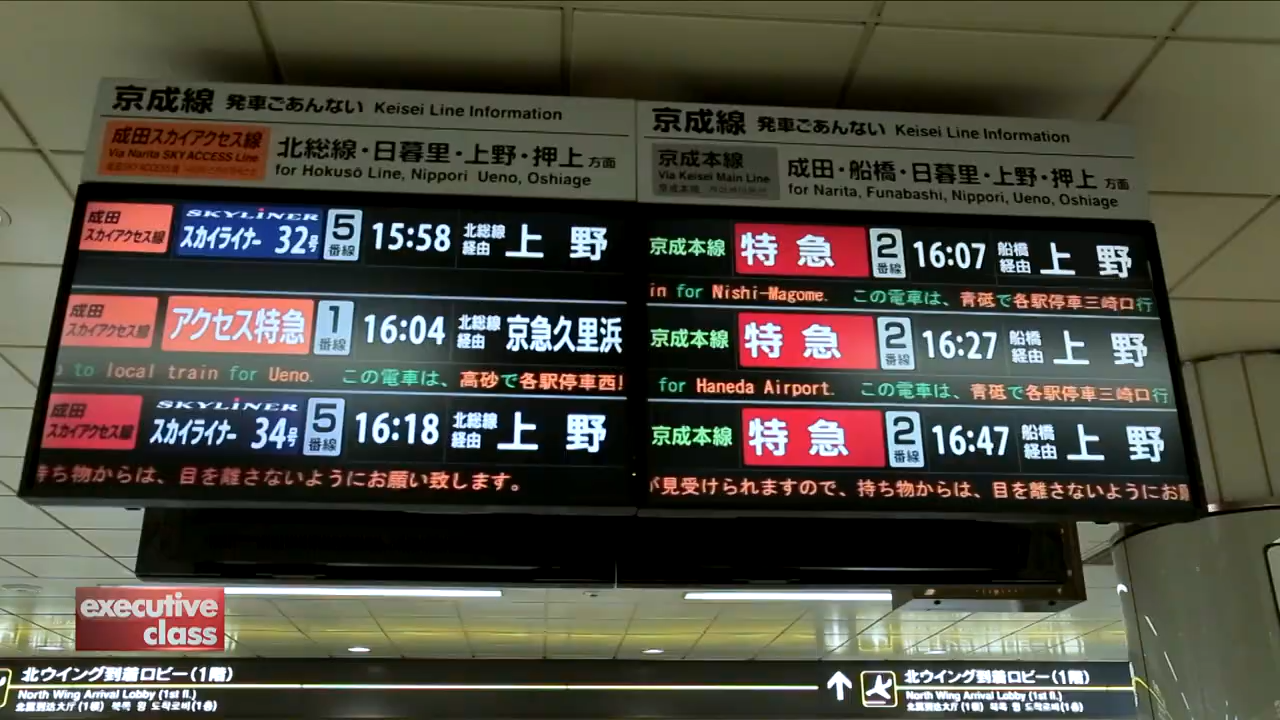 京成線 発車ごあんない Keisei Line Information
成田スカイアクセス線
Via Narita SKY ACCESS Line
北総線・日暮里・上野・押上 方面
for Hokusō Line, Nippori Ueno, Oshiage
成田 スカイアクセス線 SKYLINER スカイライナー 32号 5番線 15:58 北総線経由 上野
成田 スカイアクセス線 アクセス特急 1番線 16:04 北総線経由 京急久里浜
to local train for Ueno. この電車は、高砂で各駅停車西
成田 スカイアクセス線 SKYLINER スカイライナー 34号 5番線 16:18 北総線経由 上野
持ち物からは、目を離さないようにお願い致します。
京成線 発車ごあんない Keisei Line Information
京成本線
Via Keisei Main Line
成田・船橋・日暮里・上野・押上 方面
for Narita, Funabashi, Nippori, Ueno, Oshiage
京成本線 特急 2番線 16:07 船橋経由 上野
in for Nishi-Magome. この電車は、青砥で各駅停車三崎口行
京成本線 特急 2番線 16:27 船橋経由 上野
for Haneda Airport. この電車は、青砥で各駅停車三崎口行
京成本線 特急 2番線 16:47 船橋経由 上野
が見受けられますので、持ち物からは、目を離さないようにお願
executive
class
北ウイング到着ロビー(1階)
North Wing Arrival Lobby (1st fl.)
北ウイング到着ロビー(1階)
North Wing Arrival Lobby (1st fl.)